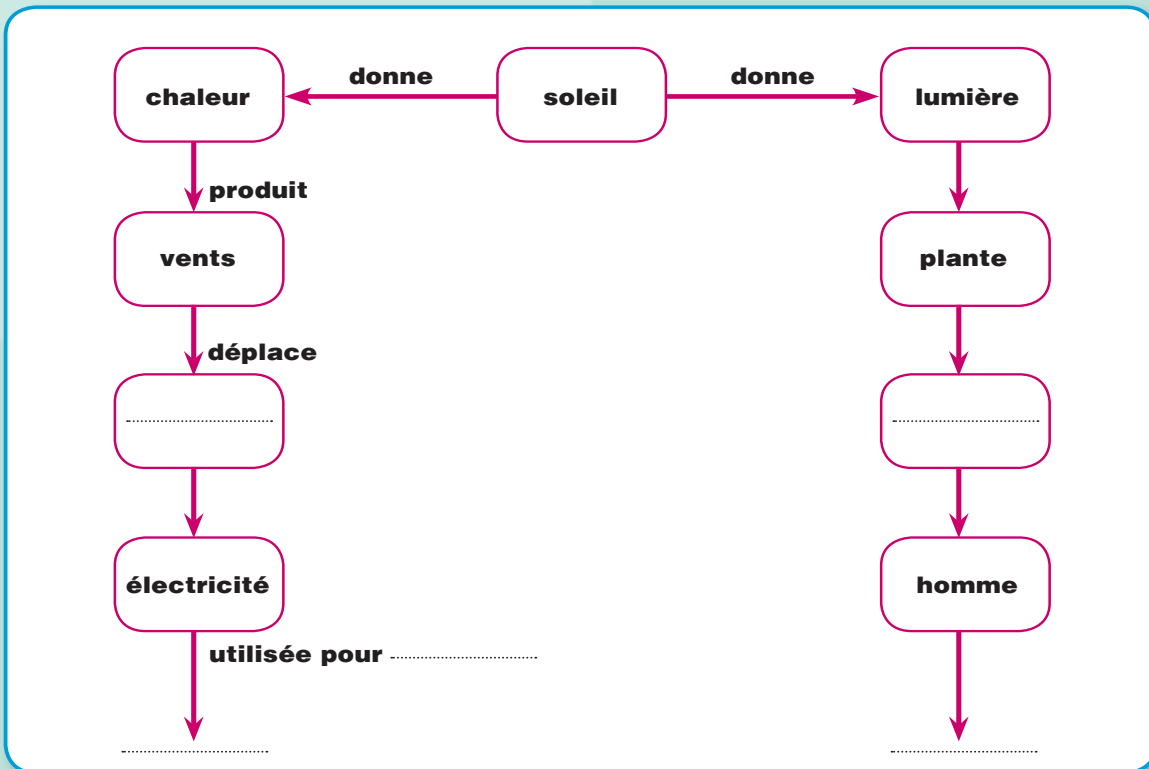 donne
donne
chaleur
soleil
lumière
produit
vents
plante
déplace
électricité
homme
utilisée pour